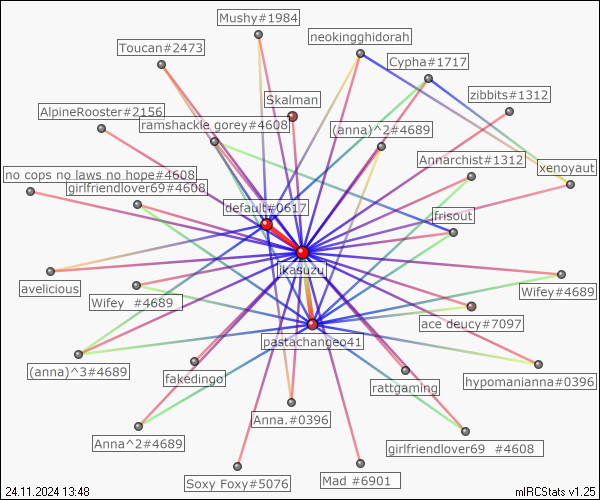 Mushy#1984
neokingghidorah
Toucan#2473
Cypha#1717
zibbits#1312
Skalman
AlpineRooster#2156
ramshackle gorey#4608
(anna)^2#4689
Annarchist#1312
xenoyaut
no cops no laws no hope#4608
girlfriendlover69#4608
default#0617
frisout
jkasuzu
avelicious
Wifey #4689
Wifey#4689
ace deucy#7097
pastachangeo41
(anna)^3#4689
fakedingo
rattgaming
hypomanianna#0396
Anna.#0396
Anna^2#4689
girlfriendlover69 #4608
Soxy Foxy#5076
Mad #6901
24.11.2024 13:48
mIRCStats v1.25